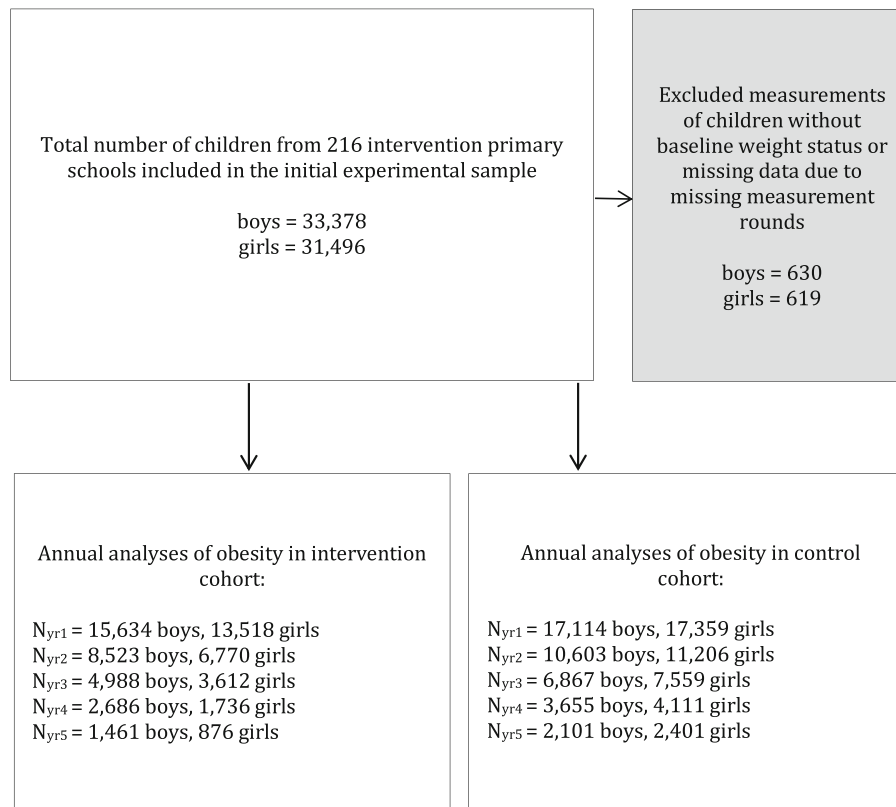 Total number of children from 216 intervention primary
schools included in the initial experimental sample
boys = 33,378
girls = 31,496
Excluded measurements
of children without
baseline weight status or
missing data due to
missing measurement
rounds
boys = 630
girls = 619
Annual analyses of obesity in intervention
cohort:
Nyr1 = 15,634 boys, 13,518 girls
Nyr2 = 8,523 boys, 6,770 girls
Nyr3 = 4,988 boys, 3,612 girls
Nyr4 = 2,686 boys, 1,736 girls
Nyr5 = 1,461 boys, 876 girls
Annual analyses of obesity in control
cohort:
Nyr1 = 17,114 boys, 17,359 girls
Nyr2 = 10,603 boys, 11,206 girls
Nyr3 = 6,867 boys, 7,559 girls
Nyr4 = 3,655 boys, 4,111 girls
Nyr5 = 2,101 boys, 2,401 girls